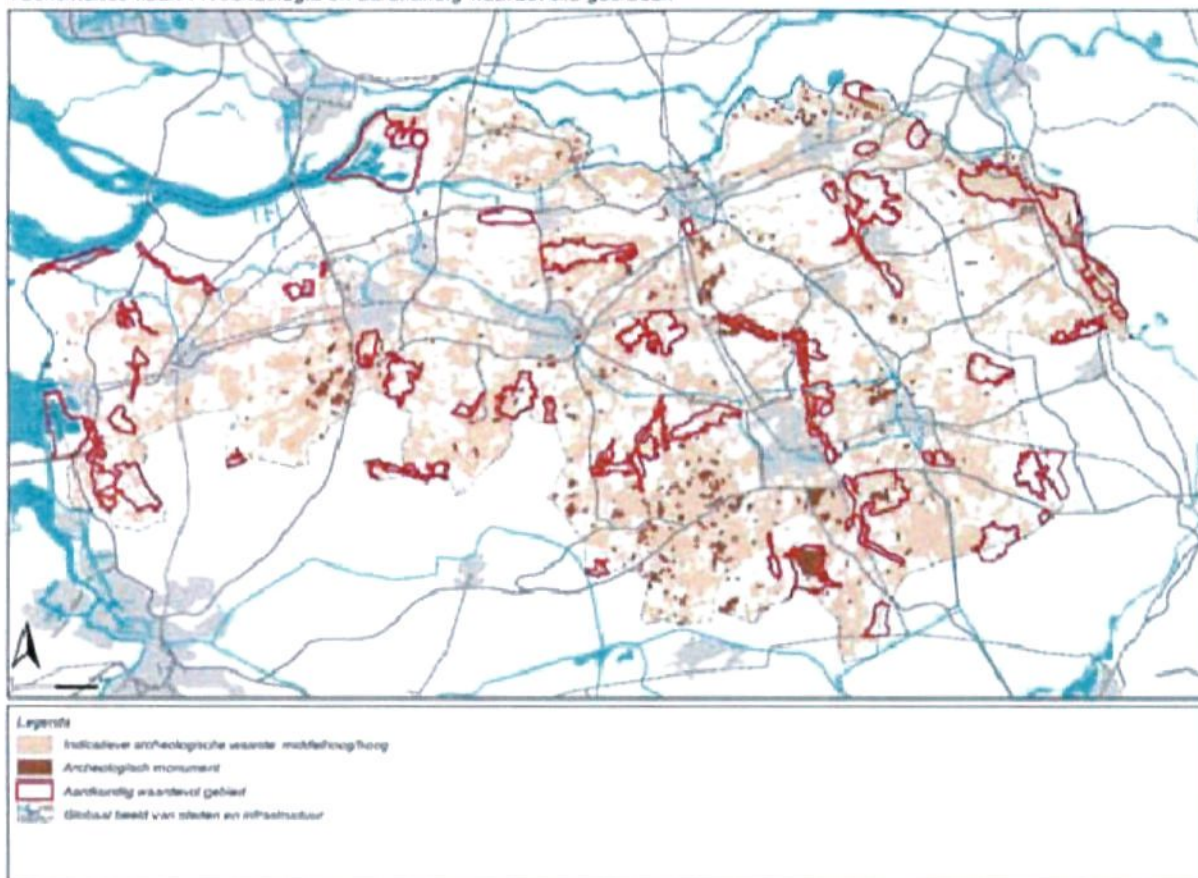 Legenda
Indicatieve archeologische waarde middelhoog/hoog
Archeologisch monument
Aardkundig waardevol gebied
Globaal beeld van steden en infrastructuur